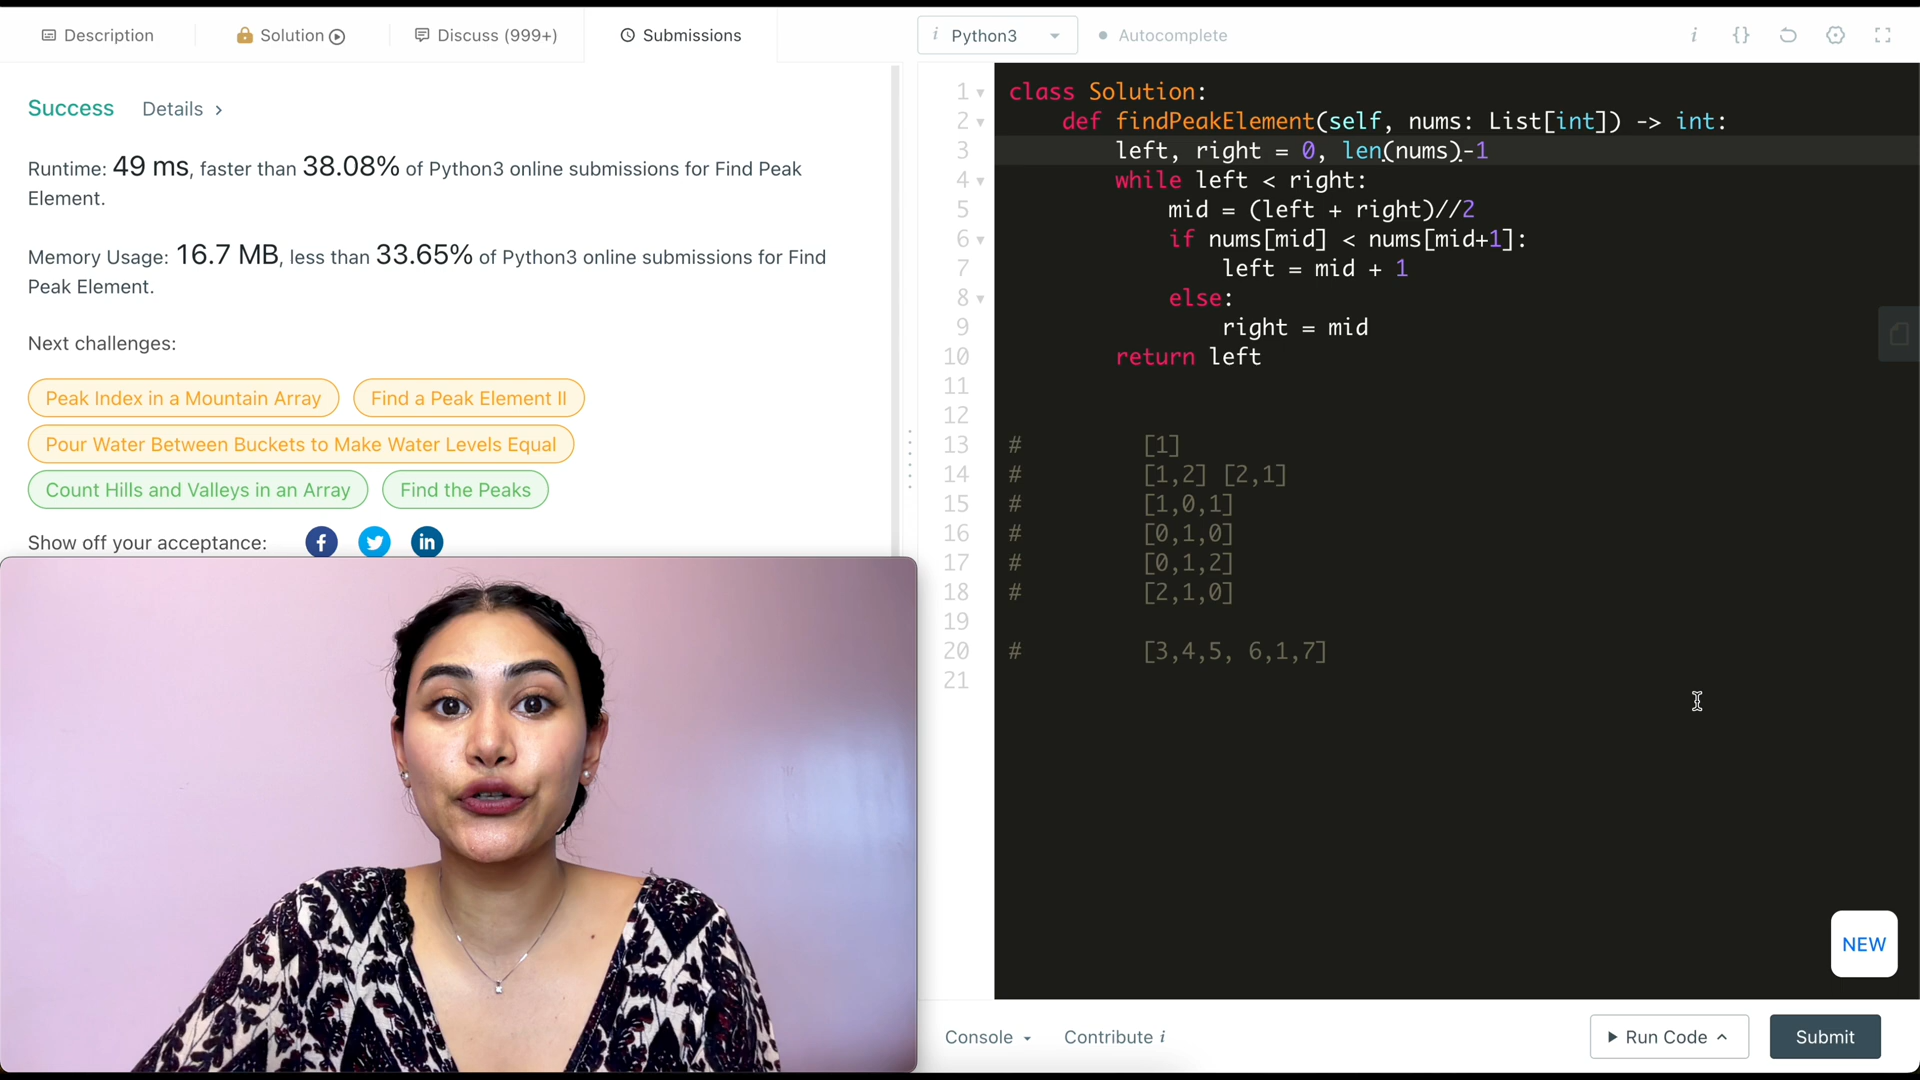 Description
Solution
Discuss (999+)
Submissions
i Python3
Autocomplete
i {}
Success Details >
Runtime: 49 ms, faster than 38.08% of Python3 online submissions for Find Peak
Element.
Memory Usage: 16.7 MB, less than 33.65% of Python3 online submissions for Find
Peak Element.
Next challenges:
Peak Index in a Mountain Array
Find a Peak Element II
Pour Water Between Buckets to Make Water Levels Equal
Count Hills and Valleys in an Array
Find the Peaks
Show off your acceptance: f in
1 class Solution:
2 def findPeakElement(self, nums: List[int]) -> int:
3 left, right = 0, len(nums)-1
4 while left < right:
5 mid = (left + right)//2
6 if nums[mid] < nums[mid+1]:
7 left = mid + 1
8 else:
9 right = mid
10 return left
11
12
13 # [1]
14 # [1,2] [2,1]
15 # [1,0,1]
16 # [0,1,0]
17 # [0,1,2]
18 # [2,1,0]
19
20 # [3,4,5, 6,1,7]
21
NEW
Console
Contribute i
Run Code
Submit